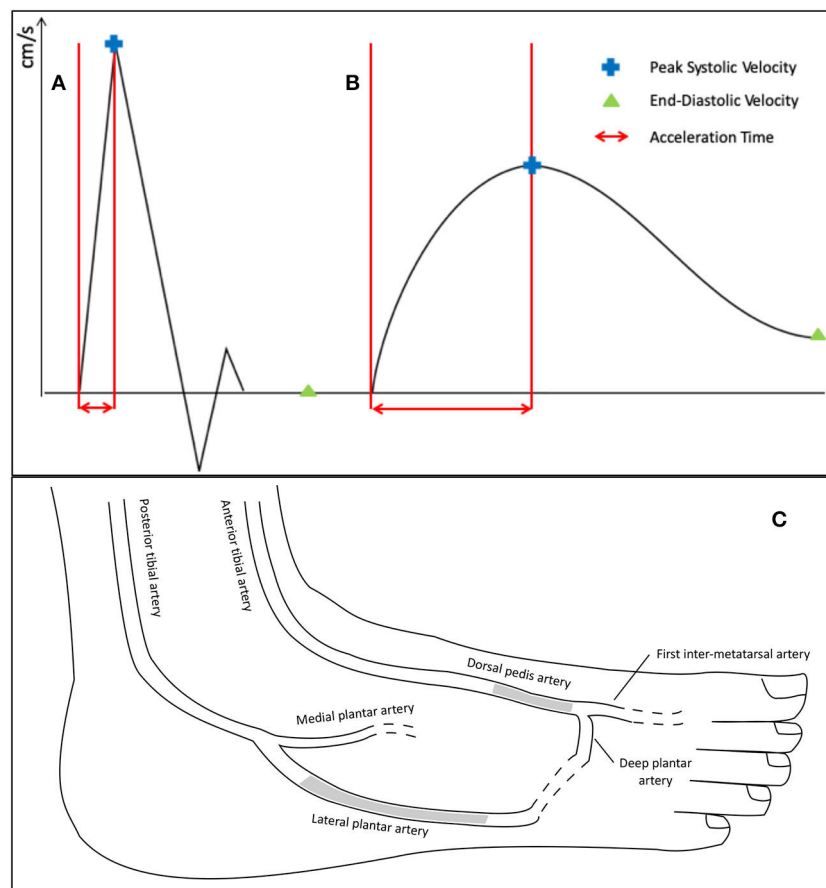 cm/s
A
B
Peak Systolic Velocity
End-Diastolic Velocity
Acceleration Time
C
Posterior tibial artery
Anterior tibial artery
First inter-metatarsal artery
Dorsal pedis artery
Medial plantar artery
Deep plantar
artery
Lateral plantar artery